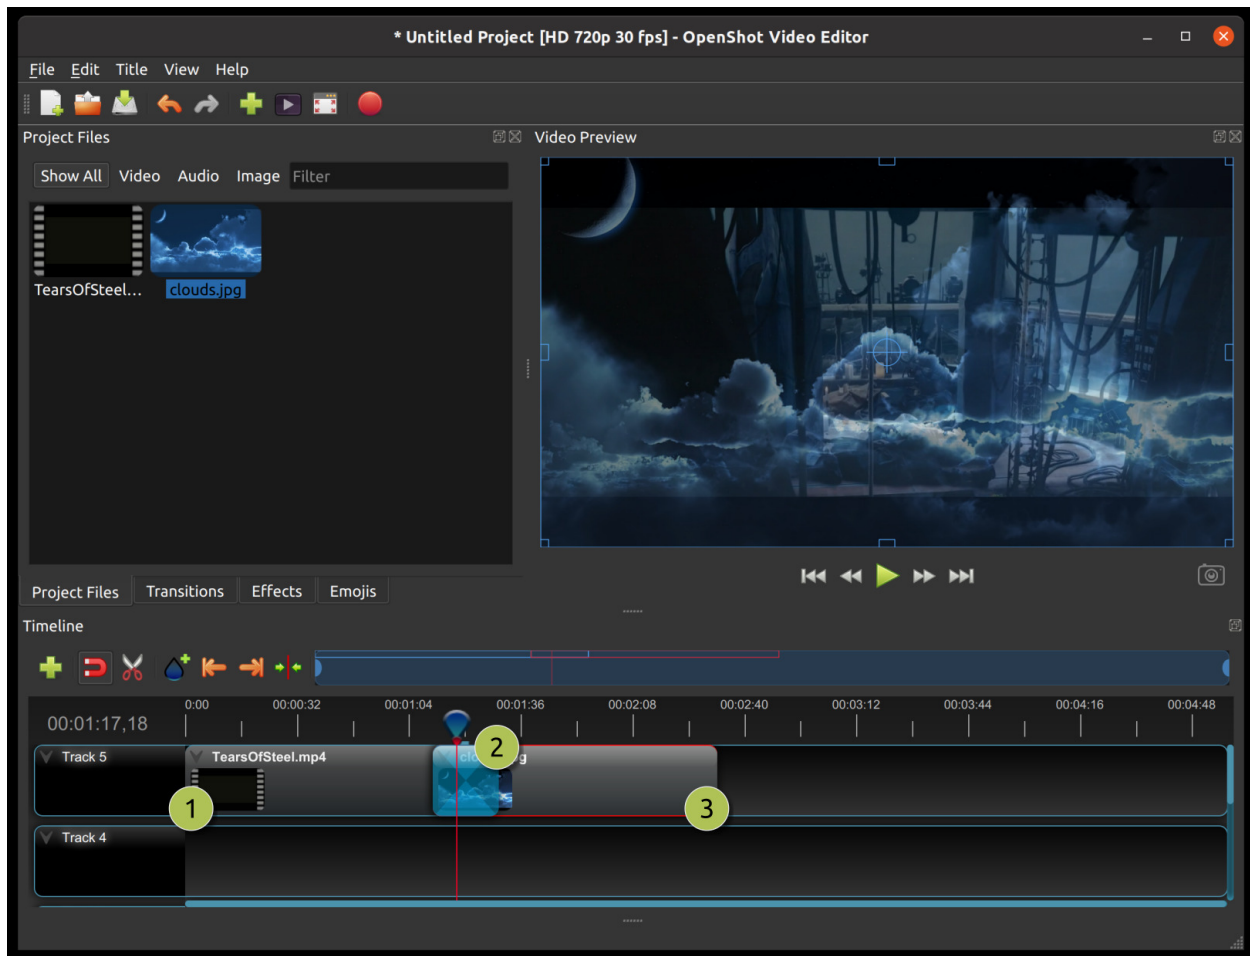 * Untitled Project [HD 720p 30 fps] - OpenShot Video Editor
File Edit Title View Help
Project Files
Video Preview
Show All Video Audio Image Filter
TearsOfSteel... clouds.jpg
Project Files Transitions Effects Emojis
Timeline
0:00 00:00:32 00:01:04 00:01:36 00:02:08 00:02:40 00:03:12 00:03:44 00:04:16 00:04:48
00:01:17,18
Track 5 TearsOfSteel.mp4
2
1
3
Track 4